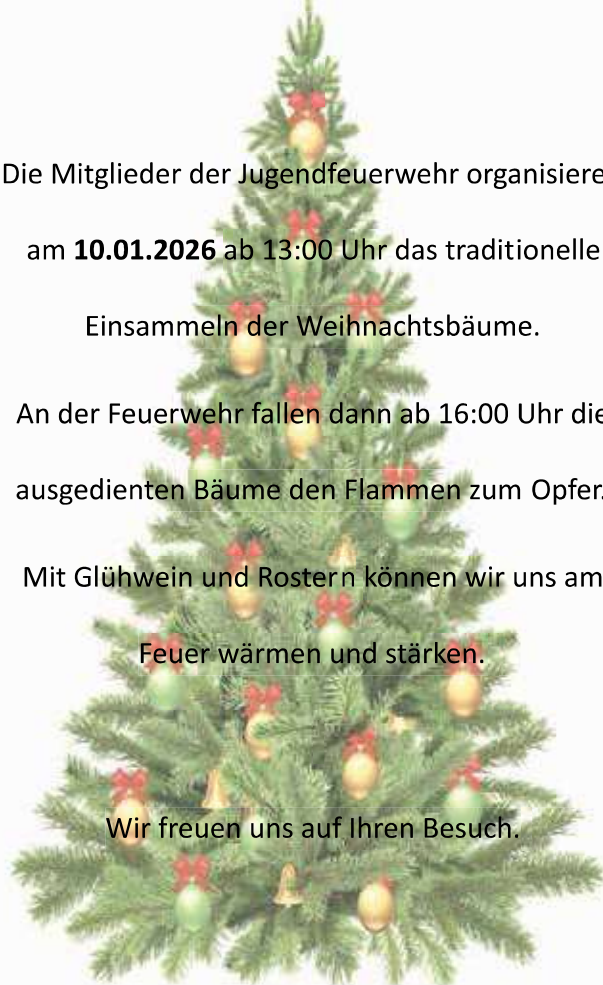 Die Mitglieder der Jugendfeuerwehr organisiere
am 10.01.2026 ab 13:00 Uhr das traditionelle
Einsammeln der Weihnachtsbäume.
An der Feuerwehr fallen dann ab 16:00 Uhr die
ausgedienten Bäume den Flammen zum Opfer.
Mit Glühwein und Rostern können wir uns am
Feuer wärmen und stärken.
Wir freuen uns auf Ihren Besuch.